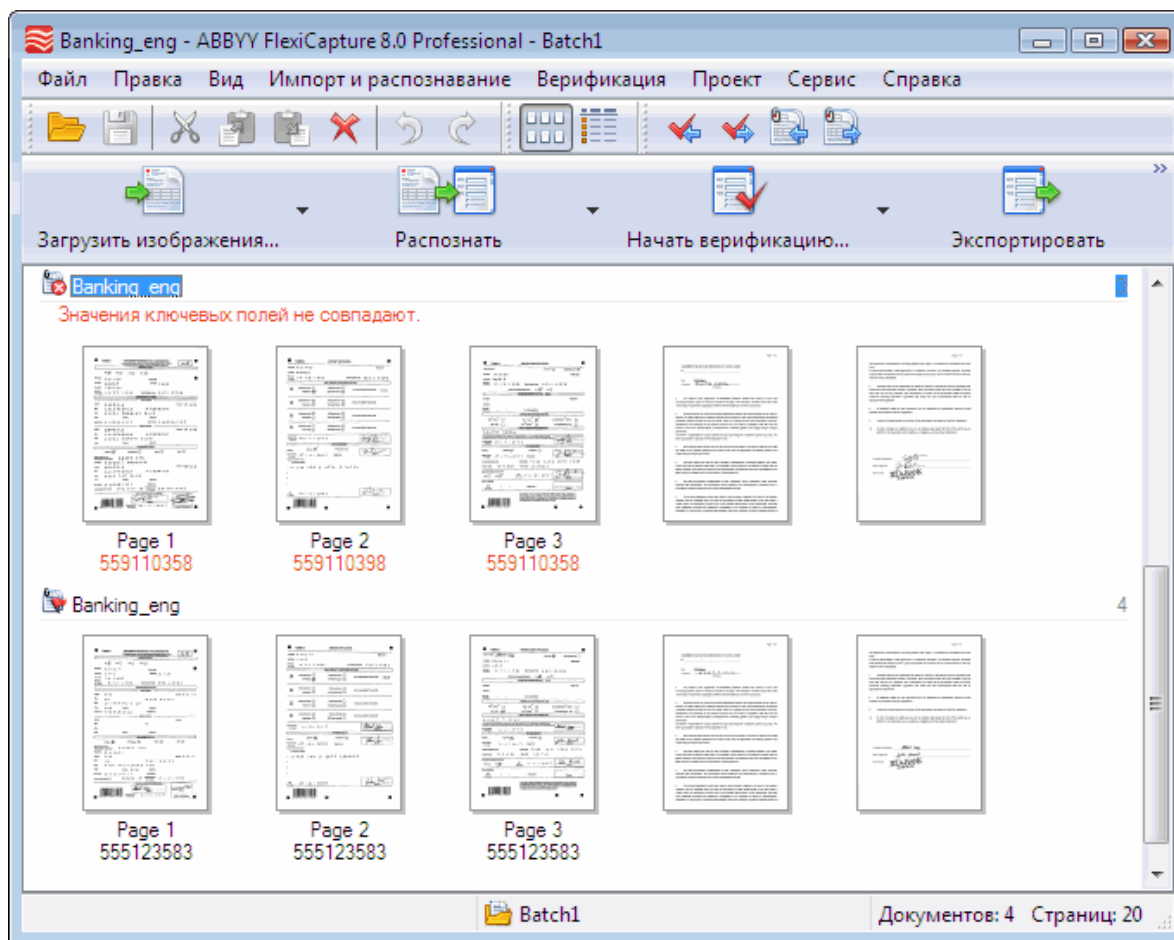 Banking_eng - ABBYY FlexiCapture 8.0 Professional - Batch1
Файл Правка Вид Импорт и распознавание Верификация Проект Сервис Справка
Загрузить изображения... Распознать Начать верификацию... Экспортировать
Banking_eng 3
Значения ключевых полей не совпадают.
Page 1 Page 2 Page 3
559110358 559110398 559110358
Banking_eng 4
Page 1 Page 2 Page 3
555123583 555123583 555123583
Batch1 Документов: 4 Страниц: 20